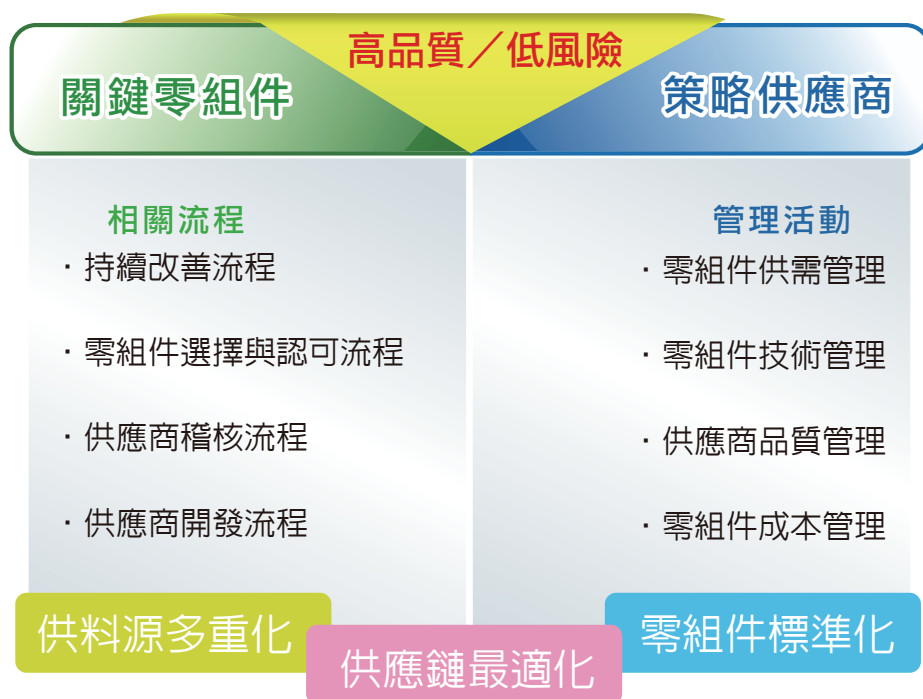 高品質／低風險
關鍵零組件
策略供應商
相關流程
・持續改善流程
・零組件選擇與認可流程
・供應商稽核流程
・供應商開發流程
管理活動
・零組件供需管理
・零組件技術管理
・供應商品質管理
・零組件成本管理
供料源多重化
供應鏈最適化
零組件標準化